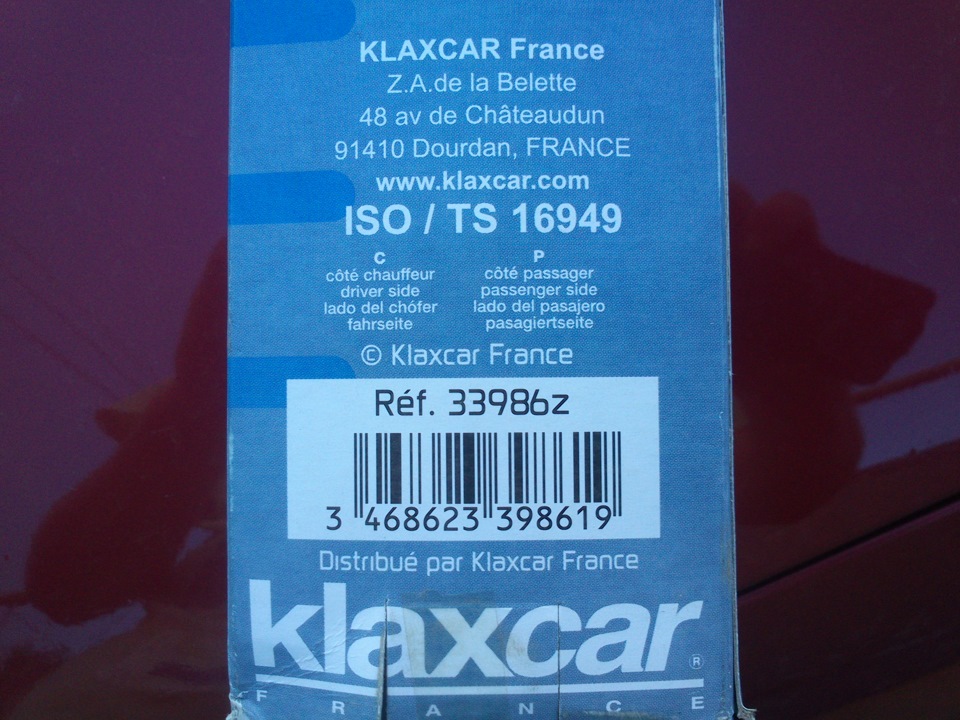 KLAXCAR France
Z.A.de la Belette
48 av de Châteaudun
91410 Dourdan, FRANCE
www.klaxcar.com
ISO / TS 16949
C
côté chauffeur
driver side
lado del chófer
fahrseite
P
côté passager
passenger side
lado del pasajero
pasagiertseite
© Klaxcar France
Réf. 33986z
3 468623 398619
Distribué par Klaxcar France
klaxcar®
FRANCE